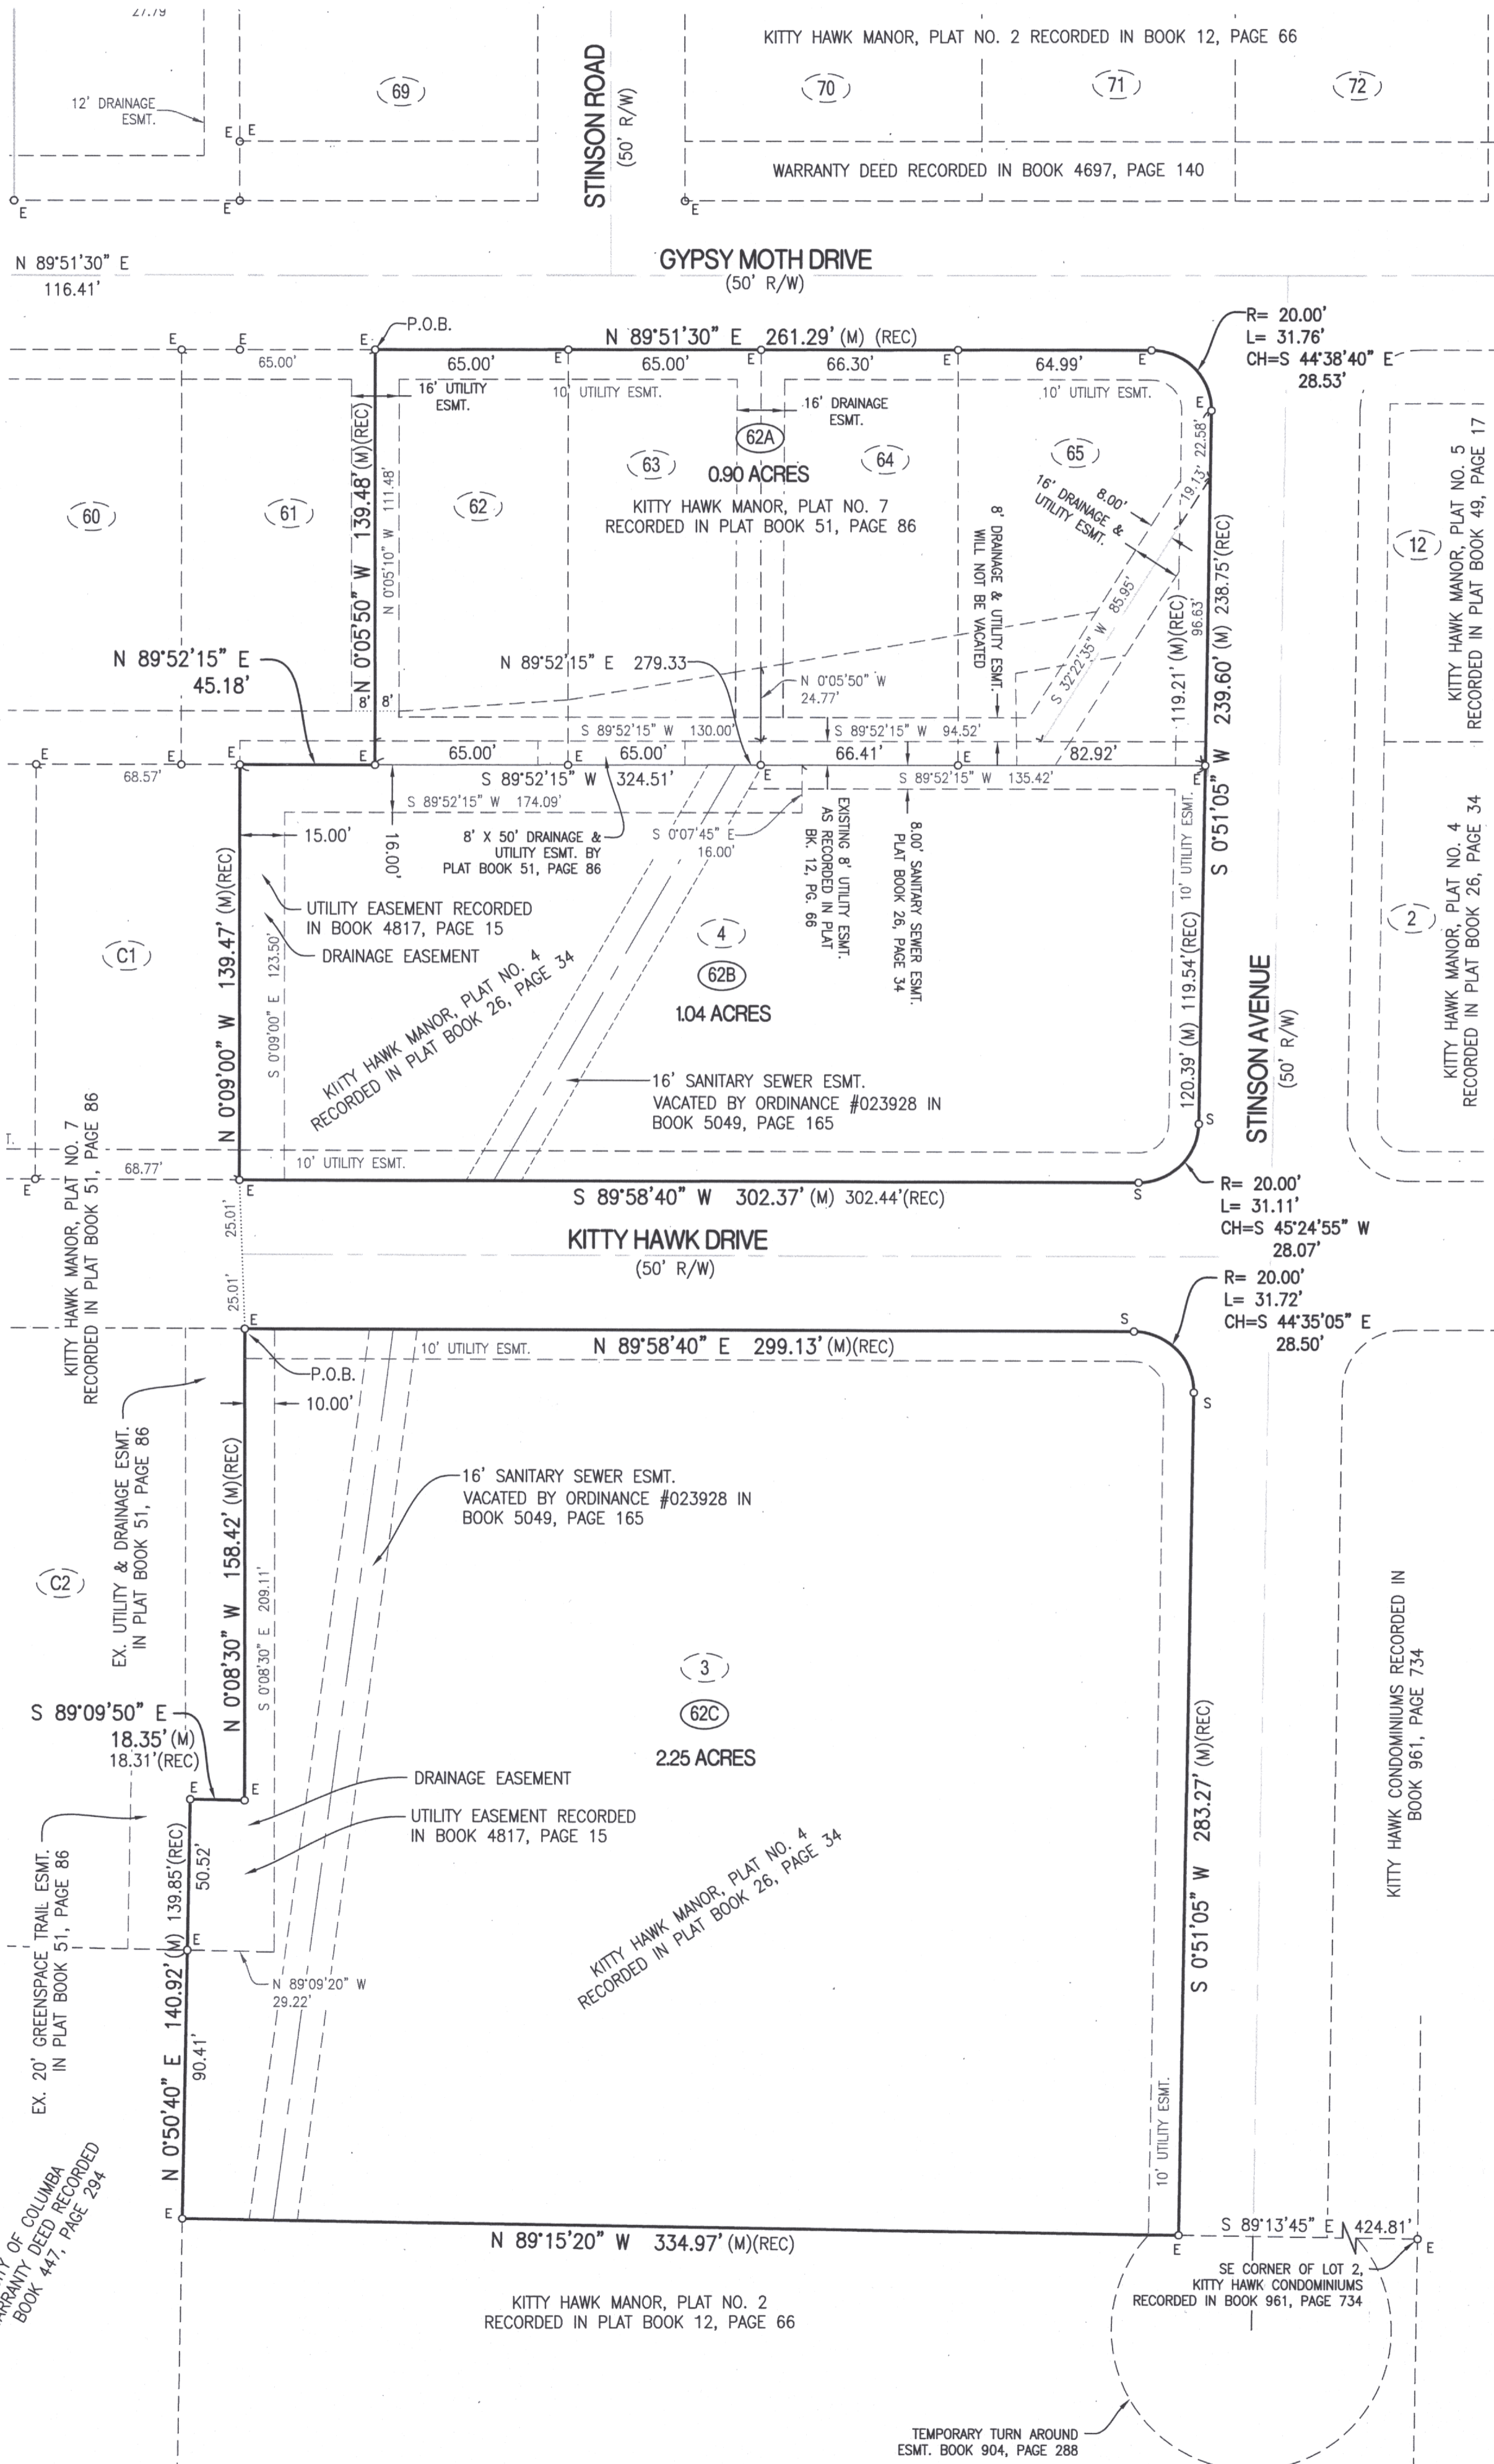 27.79
12' DRAINAGE
ESMT.
69
STINSON ROAD
(50' R/W)
KITTY HAWK MANOR, PLAT NO. 2 RECORDED IN BOOK 12, PAGE 66
70
71
72
E E
WARRANTY DEED RECORDED IN BOOK 4697, PAGE 140
E
E
E
N 89°51'30" E
116.41'
GYPSY MOTH DRIVE
(50' R/W)
P.O.B.
N 89°51'30" E 261.29' (M) (REC)
R= 20.00'
L= 31.76'
CH=S 44°38'40" E
28.53'
E
E
E
E
E
E
65.00'
65.00'
65.00'
66.30'
64.99'
16' UTILITY
ESMT.
10' UTILITY ESMT.
16' DRAINAGE
ESMT.
10' UTILITY ESMT.
E
62A
0.90 ACRES
KITTY HAWK MANOR, PLAT NO. 7
RECORDED IN PLAT BOOK 51, PAGE 86
60
61
62
63
64
65
N 0°05'50" W 139.48' (M)(REC)
N 0°05'10" W 111.48'
22.58'
19.13'
8.00'
16' DRAINAGE &
UTILITY ESMT.
S 32°22'35" W 85.95'
96.63'
119.21' (M)(REC)
S 0°51'05" W 239.60' (M) 238.75'(REC)
8' DRAINAGE & UTILITY ESMT.
WILL NOT BE VACATED
12
KITTY HAWK MANOR, PLAT NO. 5
RECORDED IN PLAT BOOK 49, PAGE 17
N 89°52'15" E
45.18'
N 89°52'15" E 279.33
N 0°05'50" W
24.77'
8' 8'
S 89°52'15" W 130.00'
S 89°52'15" W 94.52'
E
E
E
E
E
E
E
68.57'
65.00'
65.00'
66.41'
82.92'
S 89°52'15" W 324.51'
S 89°52'15" W 135.42'
S 89°52'15" W 174.09'
15.00'
16.00'
8' X 50' DRAINAGE &
UTILITY ESMT. BY
PLAT BOOK 51, PAGE 86
S 0°07'45" E
16.00'
EXISTING 8' UTILITY ESMT.
AS RECORDED IN PLAT
BK. 12, PG. 66
8.00' SANITARY SEWER ESMT.
PLAT BOOK 26, PAGE 34
UTILITY EASEMENT RECORDED
IN BOOK 4817, PAGE 15
DRAINAGE EASEMENT
N 0°09'00" W 139.47' (M)(REC)
S 0°09'00" E 123.50'
C1
KITTY HAWK MANOR, PLAT NO. 4
RECORDED IN PLAT BOOK 26, PAGE 34
4
62B
1.04 ACRES
16' SANITARY SEWER ESMT.
VACATED BY ORDINANCE #023928 IN
BOOK 5049, PAGE 165
10' UTILITY ESMT.
120.39' (M) 119.54'(REC)
STINSON AVENUE
(50' R/W)
2
KITTY HAWK MANOR, PLAT NO. 4
RECORDED IN PLAT BOOK 26, PAGE 34
T.
68.77'
10' UTILITY ESMT.
E
E
S
S
S 89°58'40" W 302.37' (M) 302.44'(REC)
R= 20.00'
L= 31.11'
CH=S 45°24'55" W
28.07'
KITTY HAWK MANOR, PLAT NO. 7
RECORDED IN PLAT BOOK 51, PAGE 86
25.01'
25.01'
KITTY HAWK DRIVE
(50' R/W)
R= 20.00'
L= 31.72'
CH=S 44°35'05" E
28.50'
E
S
S
10' UTILITY ESMT.
N 89°58'40" E 299.13' (M)(REC)
P.O.B.
10.00'
EX. UTILITY & DRAINAGE ESMT.
IN PLAT BOOK 51, PAGE 86
N 0°08'30" W 158.42' (M)(REC)
S 0°08'30" E 209.11'
16' SANITARY SEWER ESMT.
VACATED BY ORDINANCE #023928 IN
BOOK 5049, PAGE 165
C2
3
62C
2.25 ACRES
S 89°09'50" E
18.35' (M)
18.31'(REC)
E
E
DRAINAGE EASEMENT
UTILITY EASEMENT RECORDED
IN BOOK 4817, PAGE 15
KITTY HAWK MANOR, PLAT NO. 4
RECORDED IN PLAT BOOK 26, PAGE 34
S 0°51'05" W 283.27' (M)(REC)
KITTY HAWK CONDOMINIUMS RECORDED IN
BOOK 961, PAGE 734
EX. 20' GREENSPACE TRAIL ESMT.
IN PLAT BOOK 51, PAGE 86
N 0°50'40" E 140.92' (M) 139.85'(REC)
50.52'
E
N 89°09'20" W
29.22'
90.41'
10' UTILITY ESMT.
OF COLUMBA
WARRANTY DEED RECORDED
BOOK 447, PAGE 294
E
N 89°15'20" W 334.97' (M)(REC)
E
S 89°13'45" E 424.81'
E
SE CORNER OF LOT 2,
KITTY HAWK CONDOMINIUMS
RECORDED IN BOOK 961, PAGE 734
KITTY HAWK MANOR, PLAT NO. 2
RECORDED IN PLAT BOOK 12, PAGE 66
TEMPORARY TURN AROUND
ESMT. BOOK 904, PAGE 288